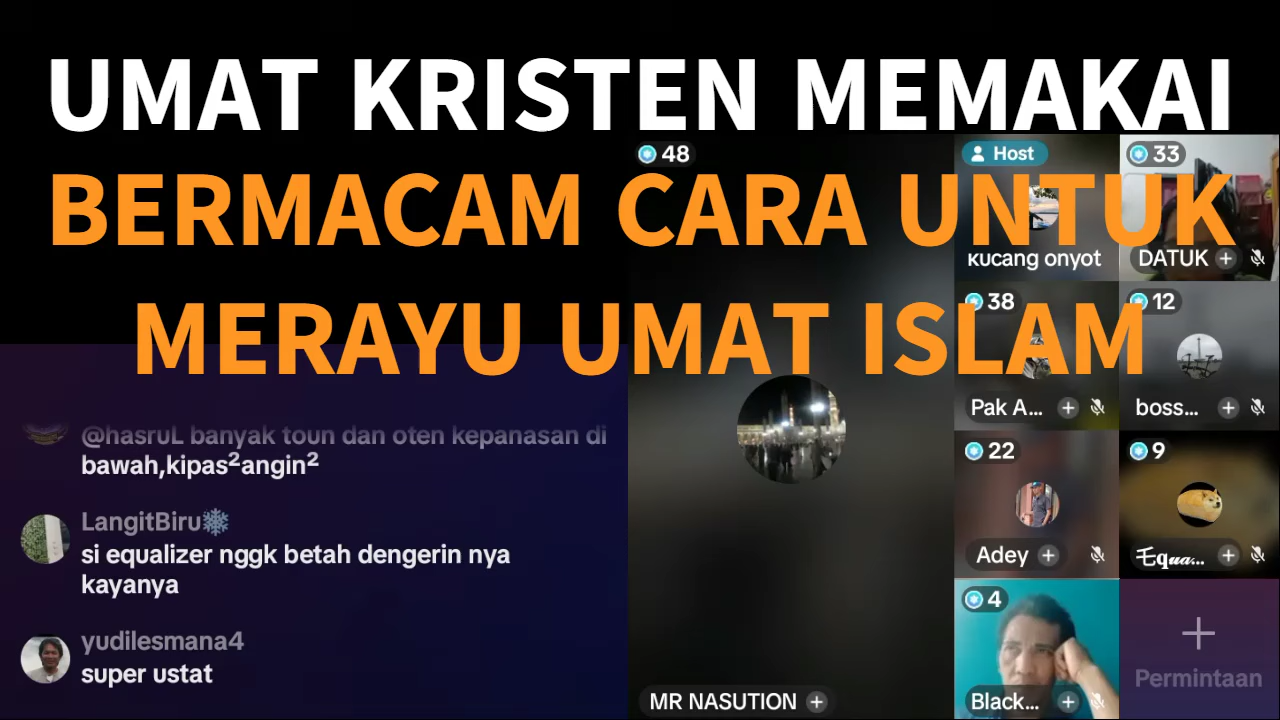 UMAT KRISTEN MEMAKAI
BERMACAM CARA UNTUK
MERAYU UMAT ISLAM
48
Host
33
kucang onyot
DATUK
38
12
Pak A...
boss...
22
9
Adey
Equa...
4
Permintaan
MR NASUTION
Black...
@hasruL banyak toun dan oten kepanasan di
bawah,kipas²angin²
LangitBiru❄️
si equalizer nggk betah dengerin nya
kayanya
yudilesmana4
super ustat